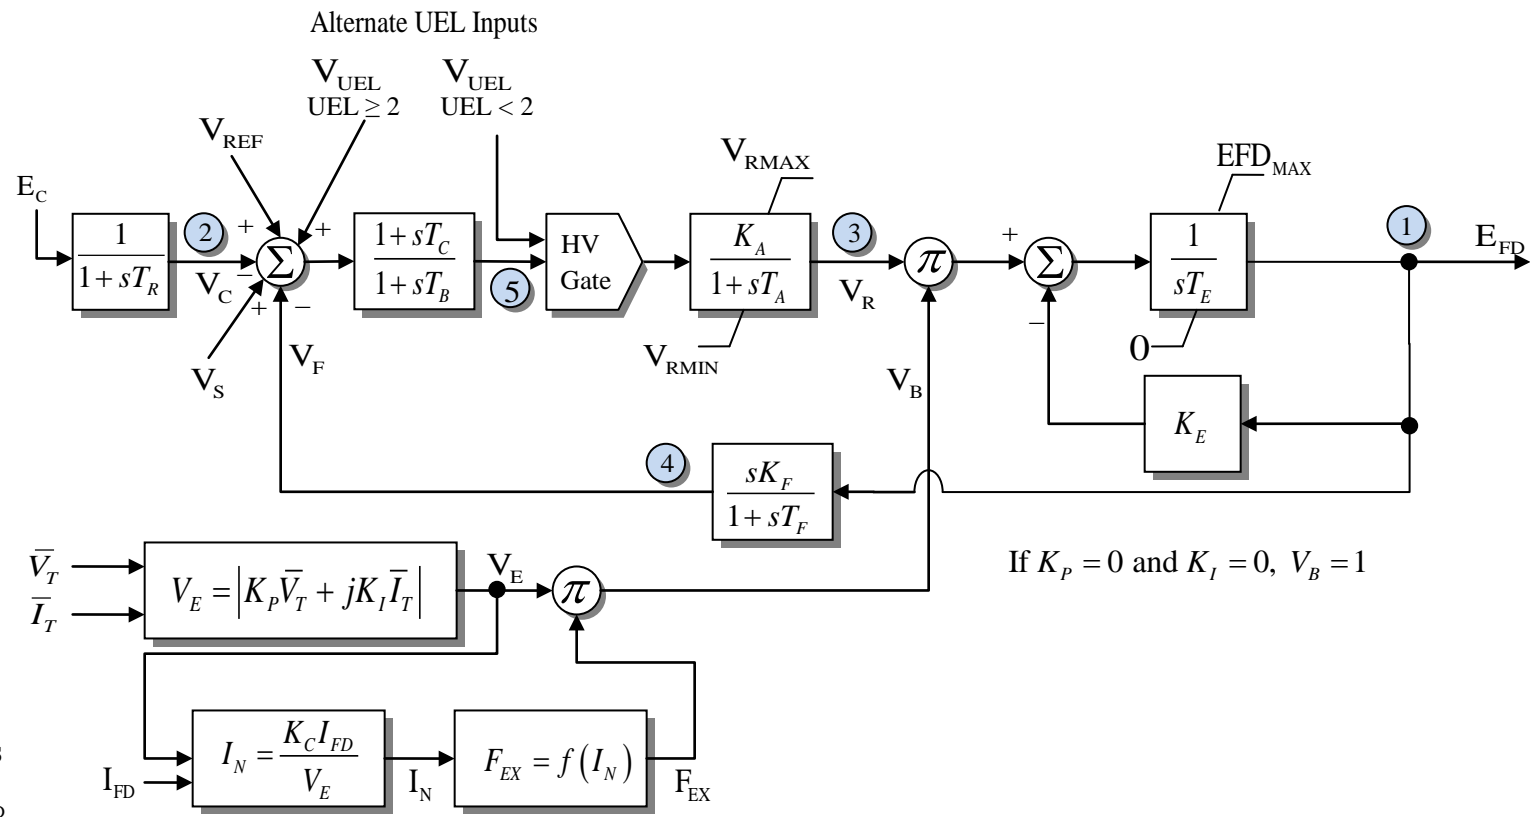 Alternate UEL Inputs
V_UEL
UEL ≥ 2
V_UEL
UEL < 2
V_REF
V_RMAX
EFD_MAX
E_C
1
1 + sT_R
2
V_C
+
−
+
+
−
Σ
V_S
V_F
1 + sT_C
1 + sT_B
5
HV
Gate
K_A
1 + sT_A
V_RMIN
3
V_R
π
V_B
+
−
Σ
1
sT_E
0
1
E_FD
K_E
4
sK_F
1 + sT_F
If K_P = 0 and K_I = 0, V_B = 1
V̅_T
I̅_T
V_E = |K_P V̅_T + jK_I I̅_T|
V_E
π
I_FD
I_N = K_C I_FD / V_E
I_N
F_EX = f(I_N)
F_EX